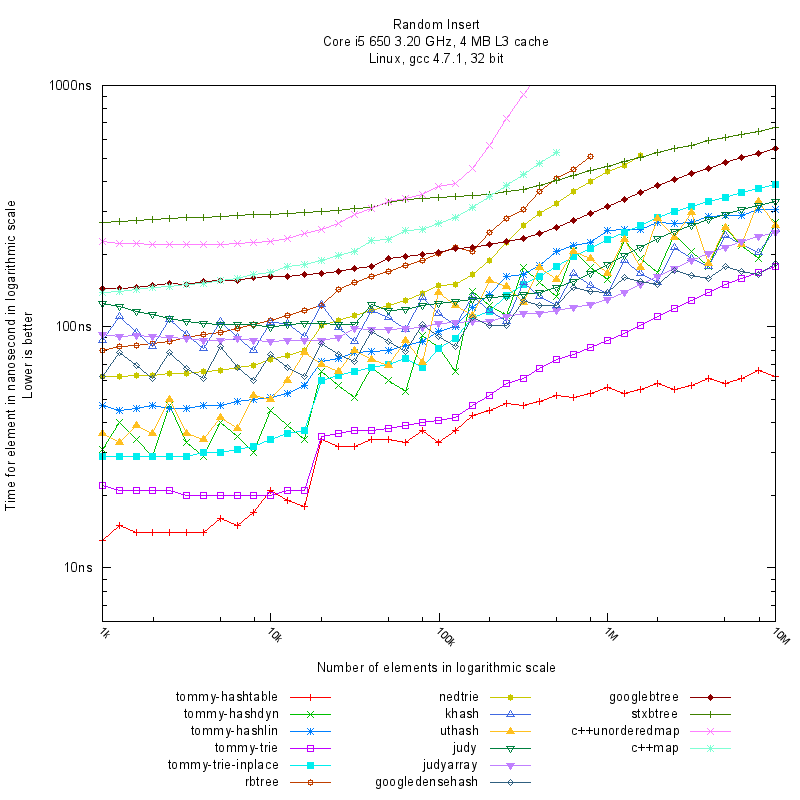 Random Insert
Core i5 650 3.20 GHz, 4 MB L3 cache
Linux, gcc 4.7.1, 32 bit
Time for element in nanosecond in logarithmic scale
Lower is better
1000ns
100ns
10ns
1k
10k
100k
1M
10M
Number of elements in logarithmic scale
tommy-hashtable
tommy-hashdyn
tommy-hashlin
tommy-trie
tommy-trie-inplace
rbtree
nedtrie
khash
uthash
judy
judyarray
googledensehash
googlebtree
stxbtree
c++unorderedmap
c++map